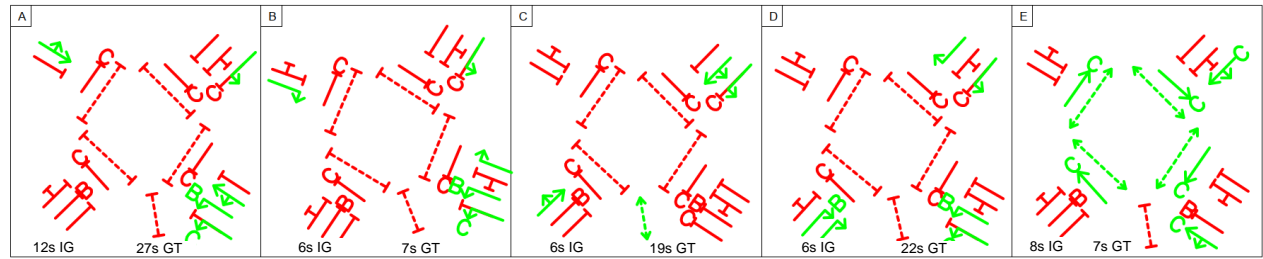 A
B
C
D
E
12s IG 27s GT
6s IG 7s GT
6s IG 19s GT
6s IG 22s GT
8s IG 7s GT